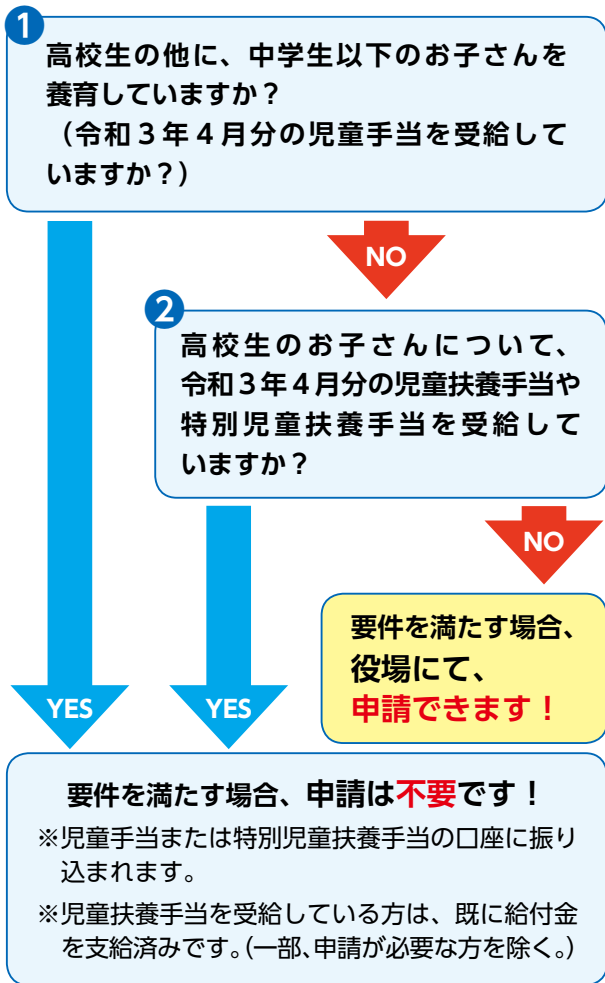 1
高校生の他に、中学生以下のお子さんを
養育していますか？
（令和３年４月分の児童手当を受給して
いますか？）
NO
2
高校生のお子さんについて、
令和３年４月分の児童扶養手当や
特別児童扶養手当を受給して
いますか？
NO
要件を満たす場合、
役場にて、
申請できます！
YES
YES
要件を満たす場合、申請は不要です！
※児童手当または特別児童扶養手当の口座に振り
込まれます。
※児童扶養手当を受給している方は、既に給付金
を支給済みです。（一部、申請が必要な方を除く。）